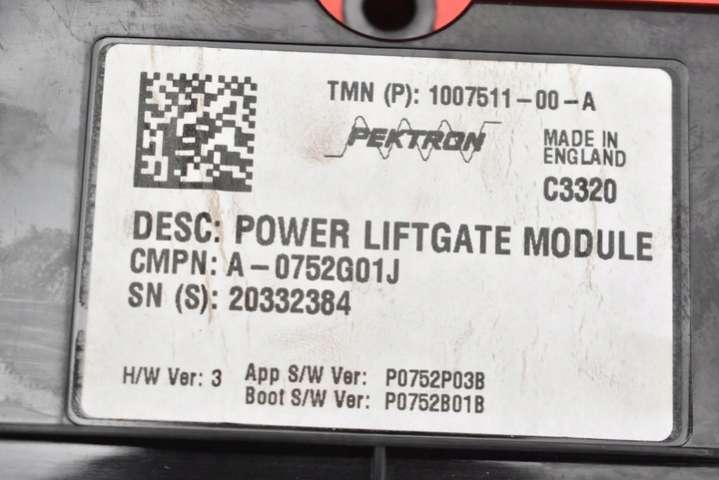 TMN (P): 1007511-00-A
PEKTRON
MADE IN
ENGLAND
C3320
DESC: POWER LIFTGATE MODULE
CMPN: A-0752G01J
SN (S): 20332384
H/W Ver: 3 App S/W Ver: P0752P03B
Boot S/W Ver: P0752B01B